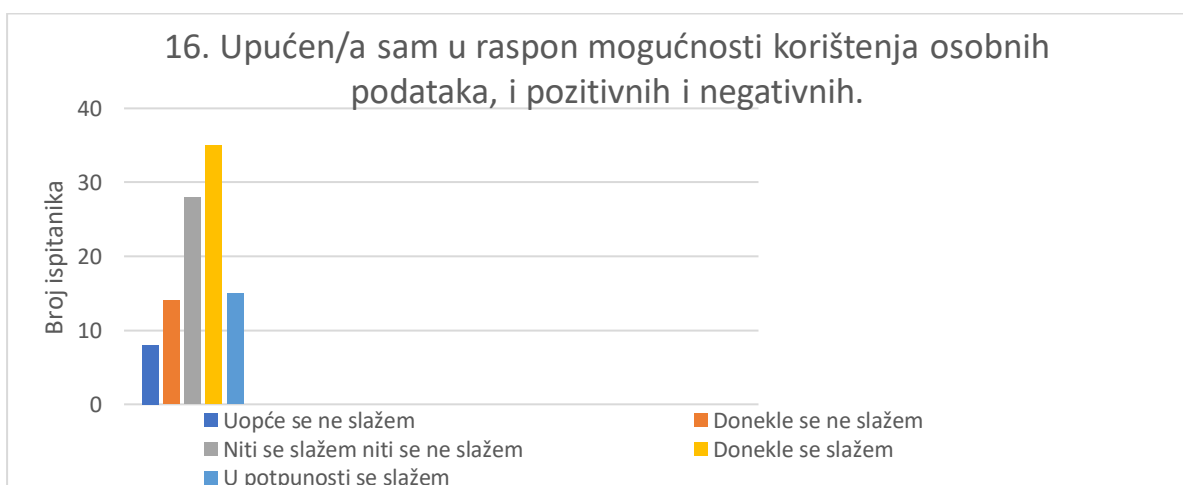 16. Upućen/a sam u raspon mogućnosti korištenja osobnih
podataka, i pozitivnih i negativnih.
40
30
20
10
0
Broj ispitanika
Uopće se ne slažem
Donekle se ne slažem
Niti se slažem niti se ne slažem
Donekle se slažem
U potpunosti se slažem